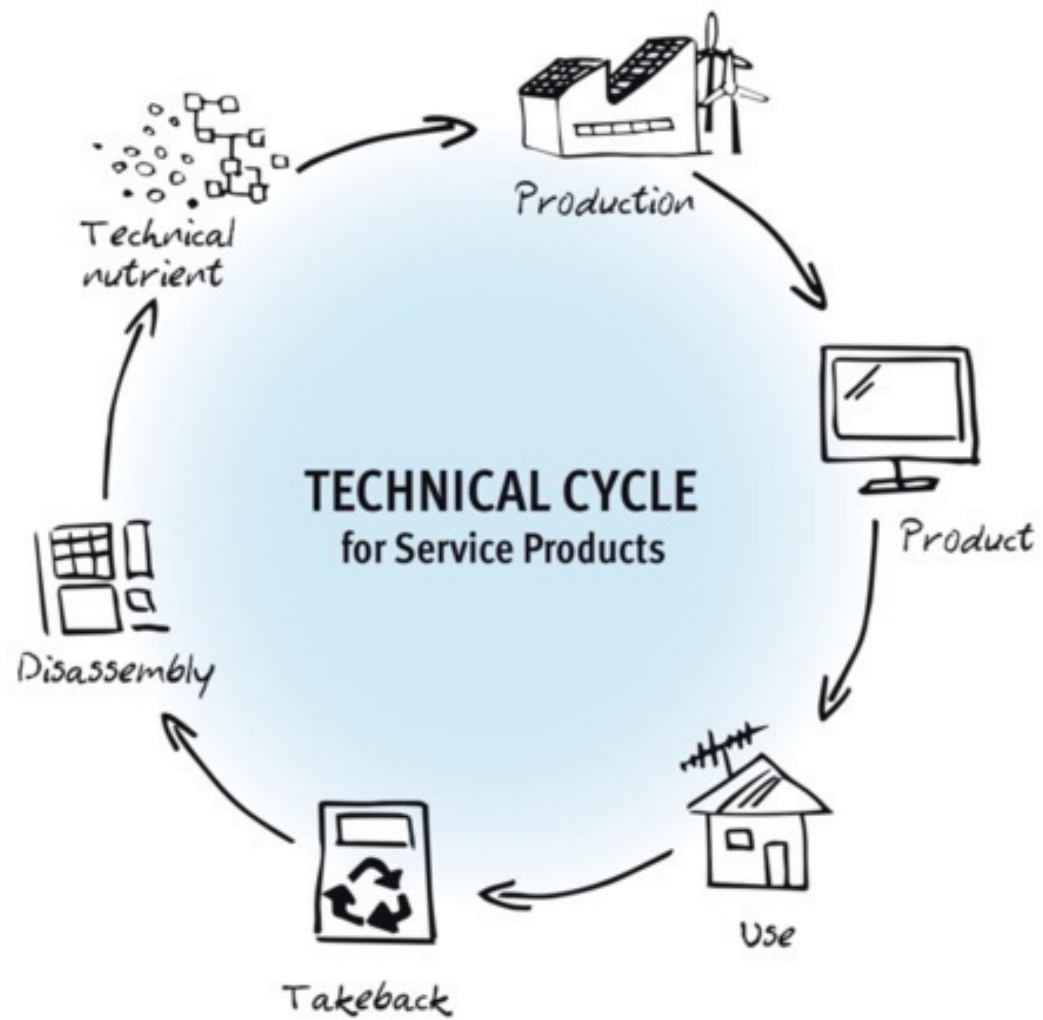 Production
Technical
nutrient
Product
TECHNICAL CYCLE
for Service Products
Disassembly
Use
Takeback